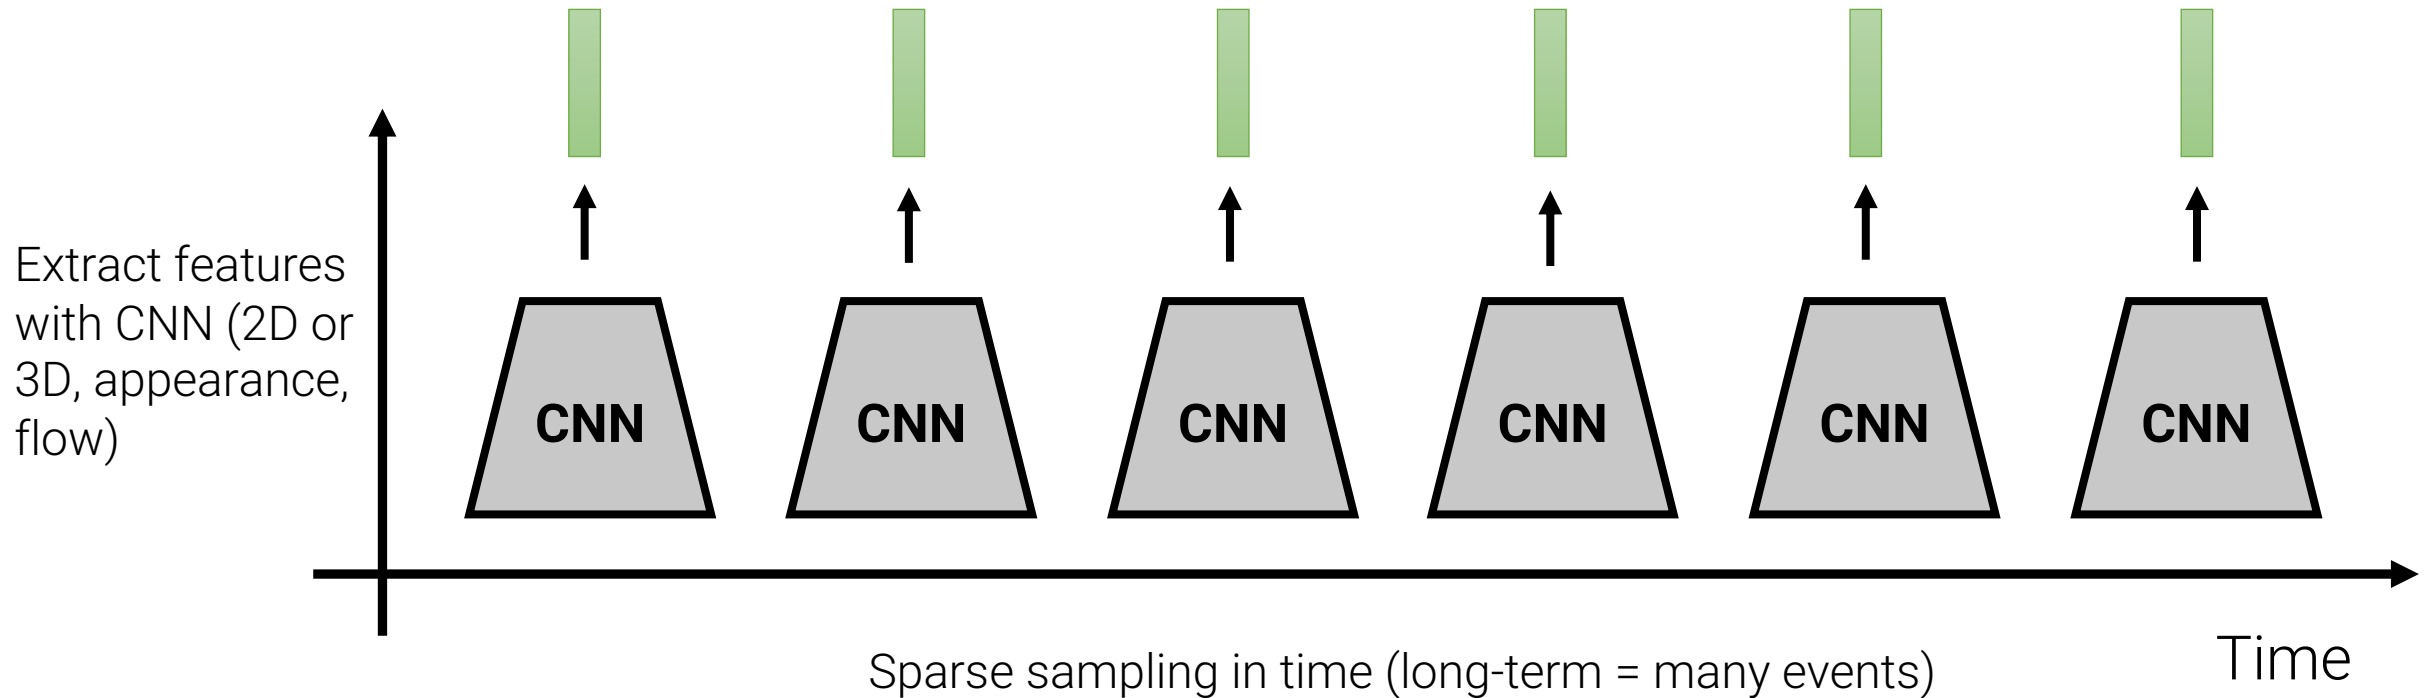 Extract features
with CNN (2D or
3D, appearance,
flow)
CNN
CNN
CNN
CNN
CNN
CNN
Time
Sparse sampling in time (long-term = many events)